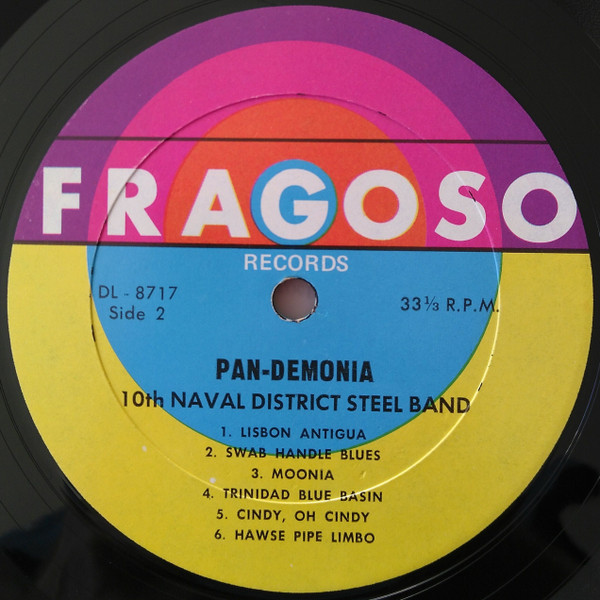 FRAGOSO
RECORDS
DL - 8717
Side 2
33⅓ R.P.M.
PAN-DEMONIA
10th NAVAL DISTRICT STEEL BAND
1. LISBON ANTIGUA
2. SWAB HANDLE BLUES
3. MOONIA
4. TRINIDAD BLUE BASIN
5. CINDY, OH CINDY
6. HAWSE PIPE LIMBO